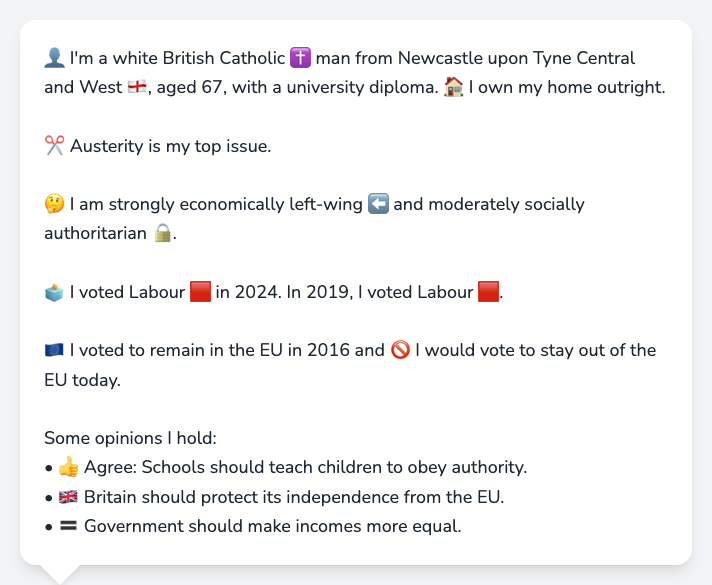 👤 I'm a white British Catholic ✝️ man from Newcastle upon Tyne Central
and West 🏴󠁧󠁢󠁥󠁮󠁧󠁿, aged 67, with a university diploma. 🏠 I own my home outright.
✂️ Austerity is my top issue.
🤔 I am strongly economically left-wing ⬅️ and moderately socially
authoritarian 🔒.
🗳️ I voted Labour 🟥 in 2024. In 2019, I voted Labour 🟥.
🇪🇺 I voted to remain in the EU in 2016 and 🚫 I would vote to stay out of the
EU today.
Some opinions I hold:
• 👍 Agree: Schools should teach children to obey authority.
• 🇬🇧 Britain should protect its independence from the EU.
• 🟰 Government should make incomes more equal.